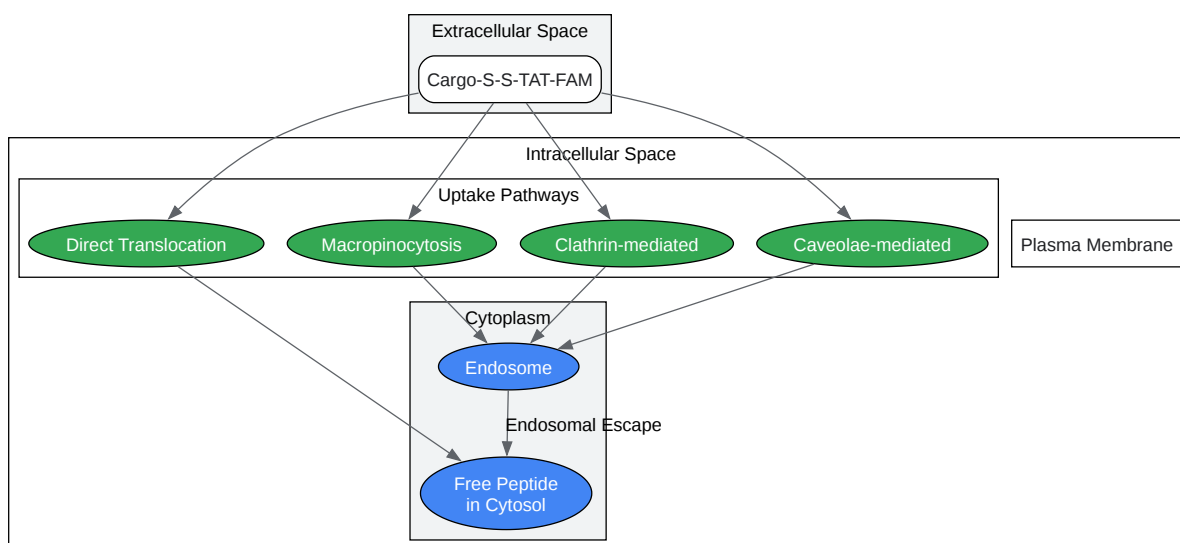 Extracellular Space
Cargo-S-S-TAT-FAM
Intracellular Space
Uptake Pathways
Direct Translocation
Macropinocytosis
Clathrin-mediated
Caveolae-mediated
Plasma Membrane
Cytoplasm
Endosome
Endosomal Escape
Free Peptide
in Cytosol